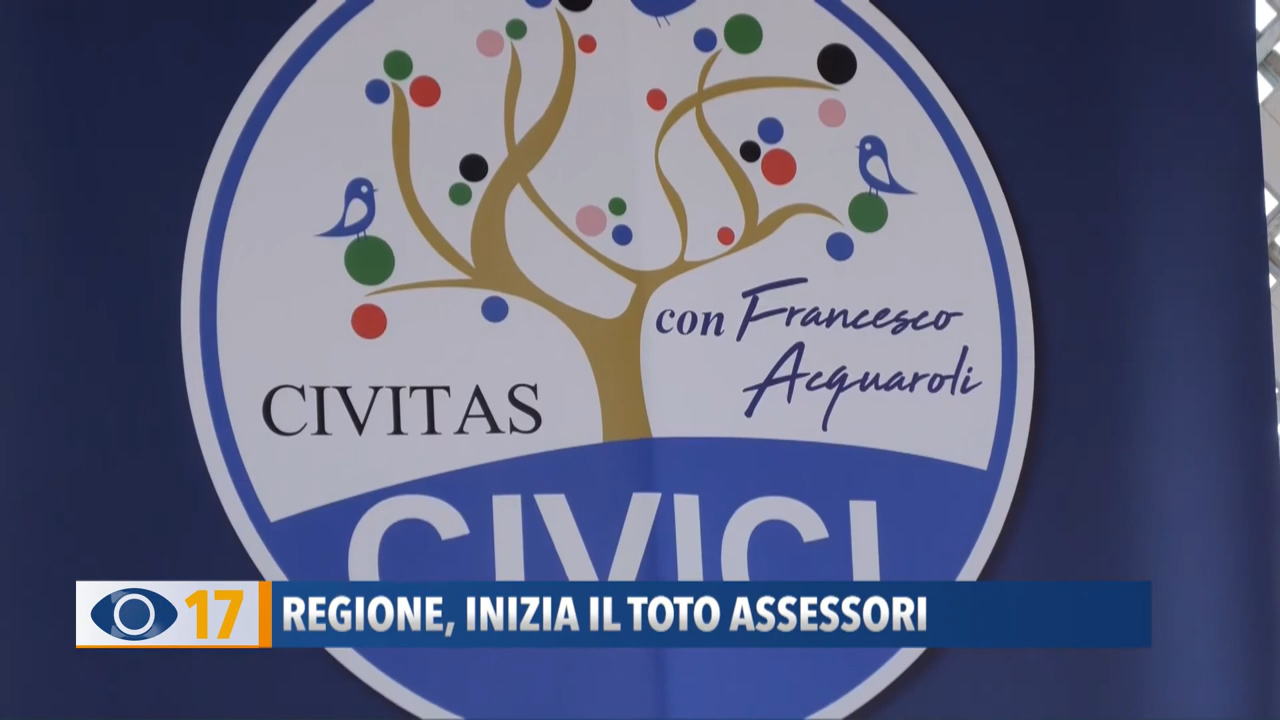 con Francesco
Acquaroli
CIVITAS
CIVICI
17
REGIONE, INIZIA IL TOTO ASSESSORI